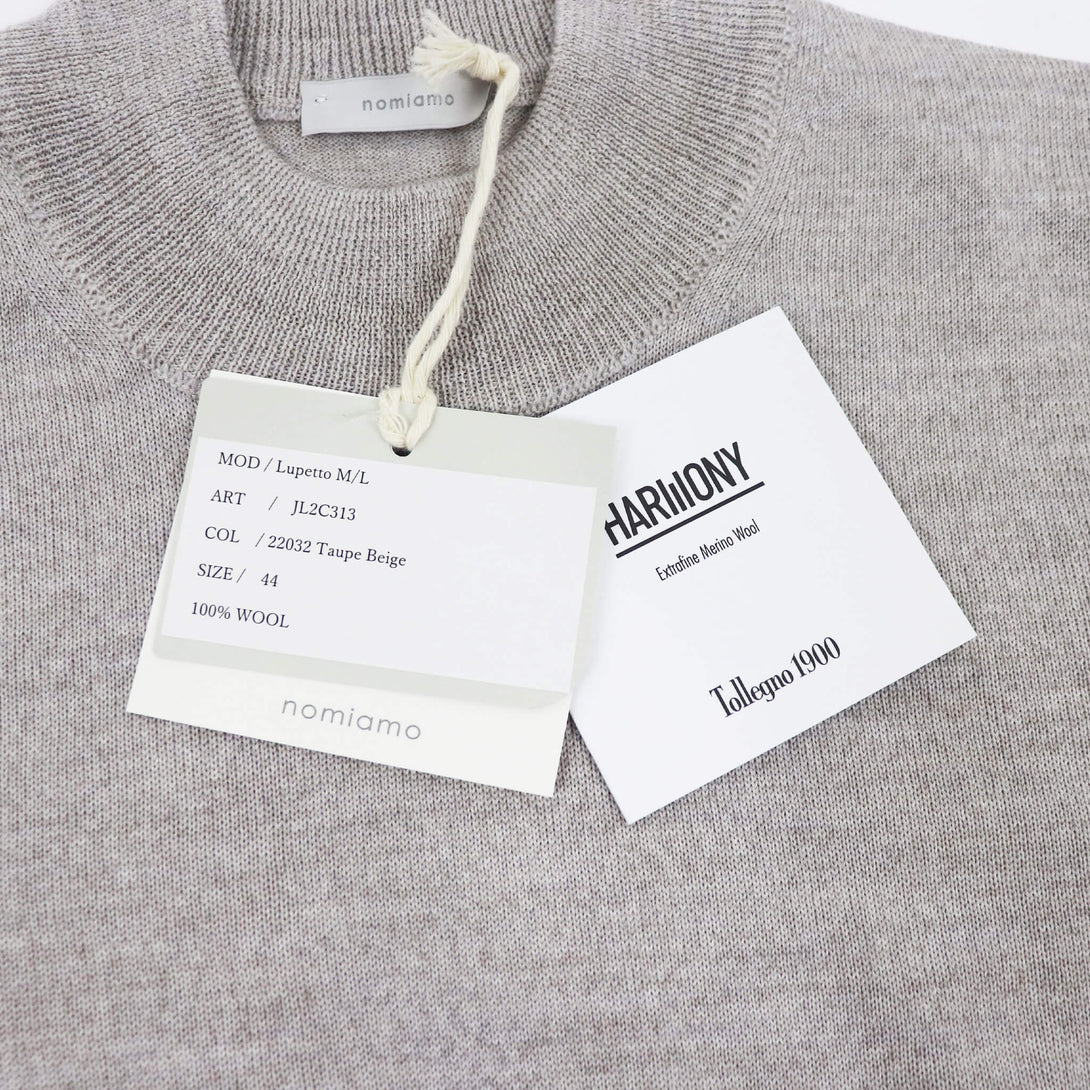 nomiamo
MOD / Lupetto M/L
ART / JL2C313
COL / 22032 Taupe Beige
SIZE / 44
100% WOOL
nomiamo
HARMONY
Extrafine Merino Wool
Tollegno 1900